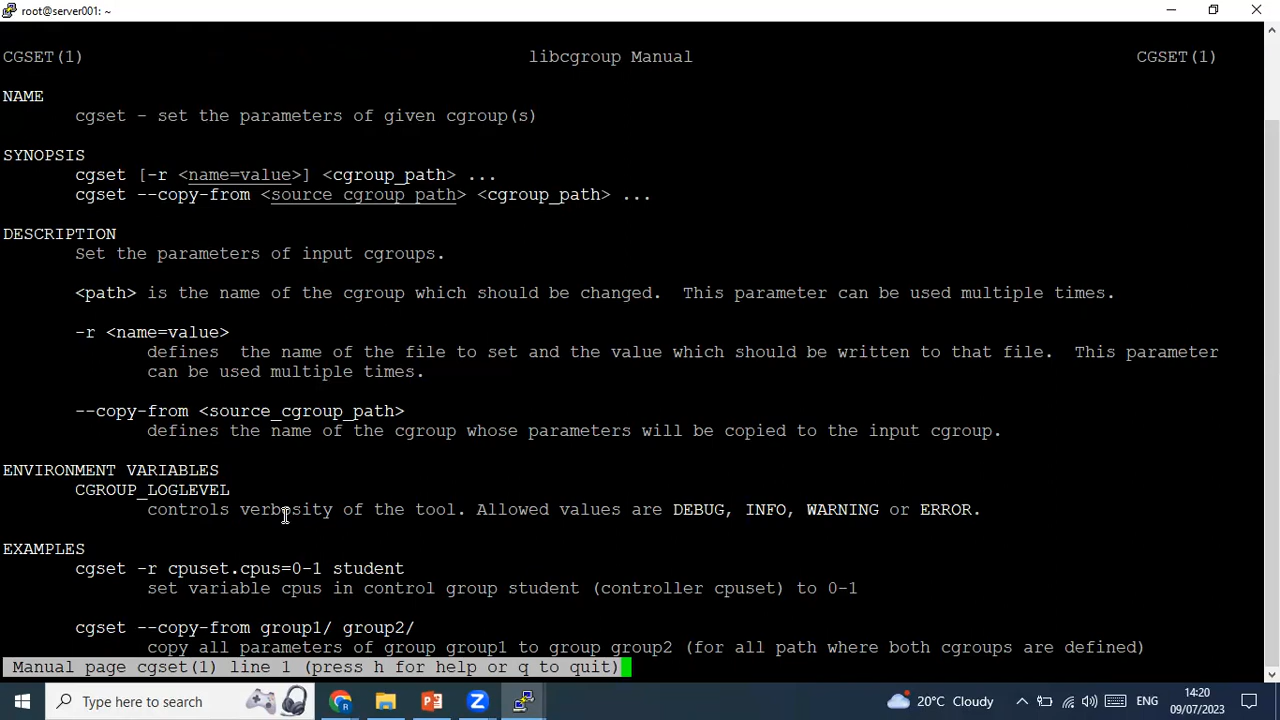 root@server001: ~
CGSET(1) libcgroup Manual CGSET(1)
NAME
cgset - set the parameters of given cgroup(s)
SYNOPSIS
cgset [-r <name=value>] <cgroup_path> ...
cgset --copy-from <source cgroup path> <cgroup_path> ...
DESCRIPTION
Set the parameters of input cgroups.
<path> is the name of the cgroup which should be changed. This parameter can be used multiple times.
-r <name=value>
defines the name of the file to set and the value which should be written to that file. This parameter
can be used multiple times.
--copy-from <source_cgroup_path>
defines the name of the cgroup whose parameters will be copied to the input cgroup.
ENVIRONMENT VARIABLES
CGROUP_LOGLEVEL
controls verbosity of the tool. Allowed values are DEBUG, INFO, WARNING or ERROR.
EXAMPLES
cgset -r cpuset.cpus=0-1 student
set variable cpus in control group student (controller cpuset) to 0-1
cgset --copy-from group1/ group2/
copy all parameters of group group1 to group group2 (for all path where both cgroups are defined)
Manual page cgset(1) line 1 (press h for help or q to quit)
Type here to search
20°C Cloudy
ENG
14:20
09/07/2023